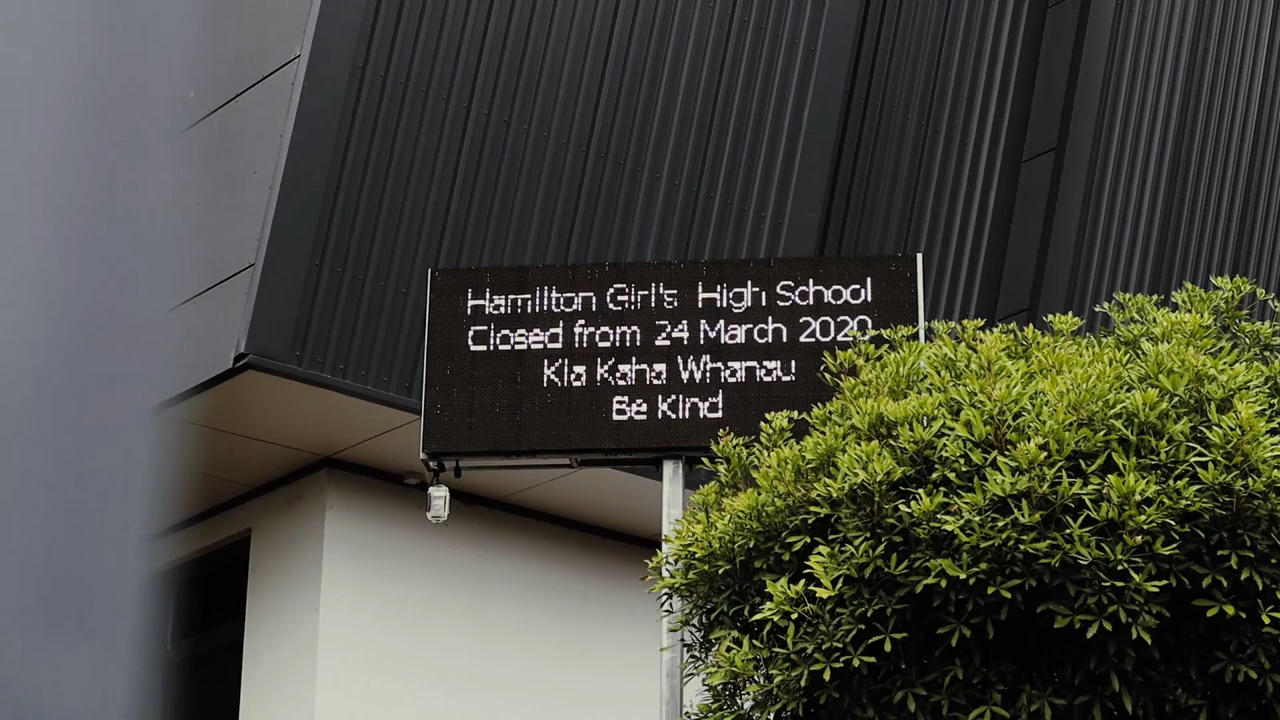 Hamilton Girl's High School
Closed from 24 March 2020
Kia Kaha Whanau
Be Kind